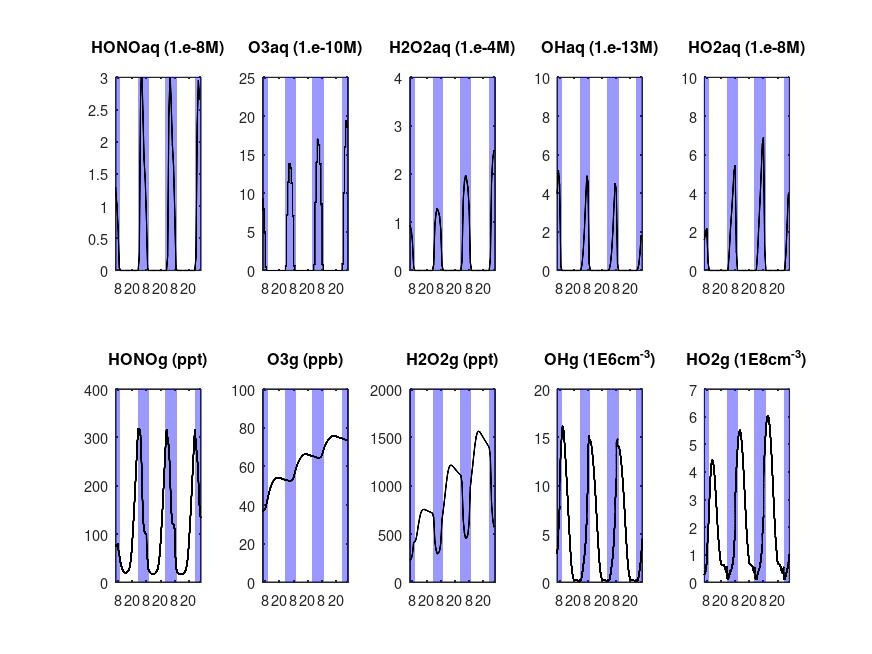 HONOaq (1.e-8M) O3aq (1.e-10M) H2O2aq (1.e-4M) OHaq (1.e-13M) HO2aq (1.e-8M)
3 25 4 10 10
2.5 20 3 8 8
2 15 6 6
1.5 2
1 10 4 4
0.5 5 1 2 2
0 0 0 0 0
8 20 8 20 8 20 8 20 8 20 8 20 8 20 8 20 8 20 8 20 8 20 8 20 8 20 8 20 8 20
HONOg (ppt) O3g (ppb) H2O2g (ppt) OHg (1E6cm-3) HO2g (1E8cm-3)
400 100 2000 20 7
6
300 80 1500 15 5
60
200 1000 10 4
40 3
100 20 500 5 2
1
0 0 0 0 0
8 20 8 20 8 20 8 20 8 20 8 20 8 20 8 20 8 20 8 20 8 20 8 20 8 20 8 20 8 20